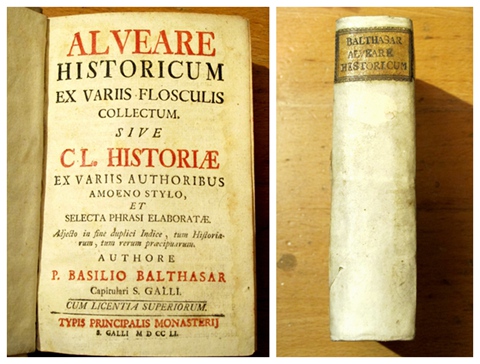 ALVEARE
HISTORICUM
EX VARIIS FLOSCULIS
COLLECTUM.
SIVE
CL. HISTORIÆ
EX VARIIS AUTHORIBUS
AMOENO STYLO,
ET
SELECTA PHRASI ELABORATÆ.
Adjecto in fine duplici Indice, tum Historia-
rum, tum rerum præcipuarum.
AUTHORE
P. BASILIO BALTHASAR
Capitulari S. GALLI.
CUM LICENTIA SUPERIORUM.
TYPIS PRINCIPALIS MONASTERIJ
S. GALLI M D CC LI.
BALTHASAR
ALVEARE
HISTORICUM